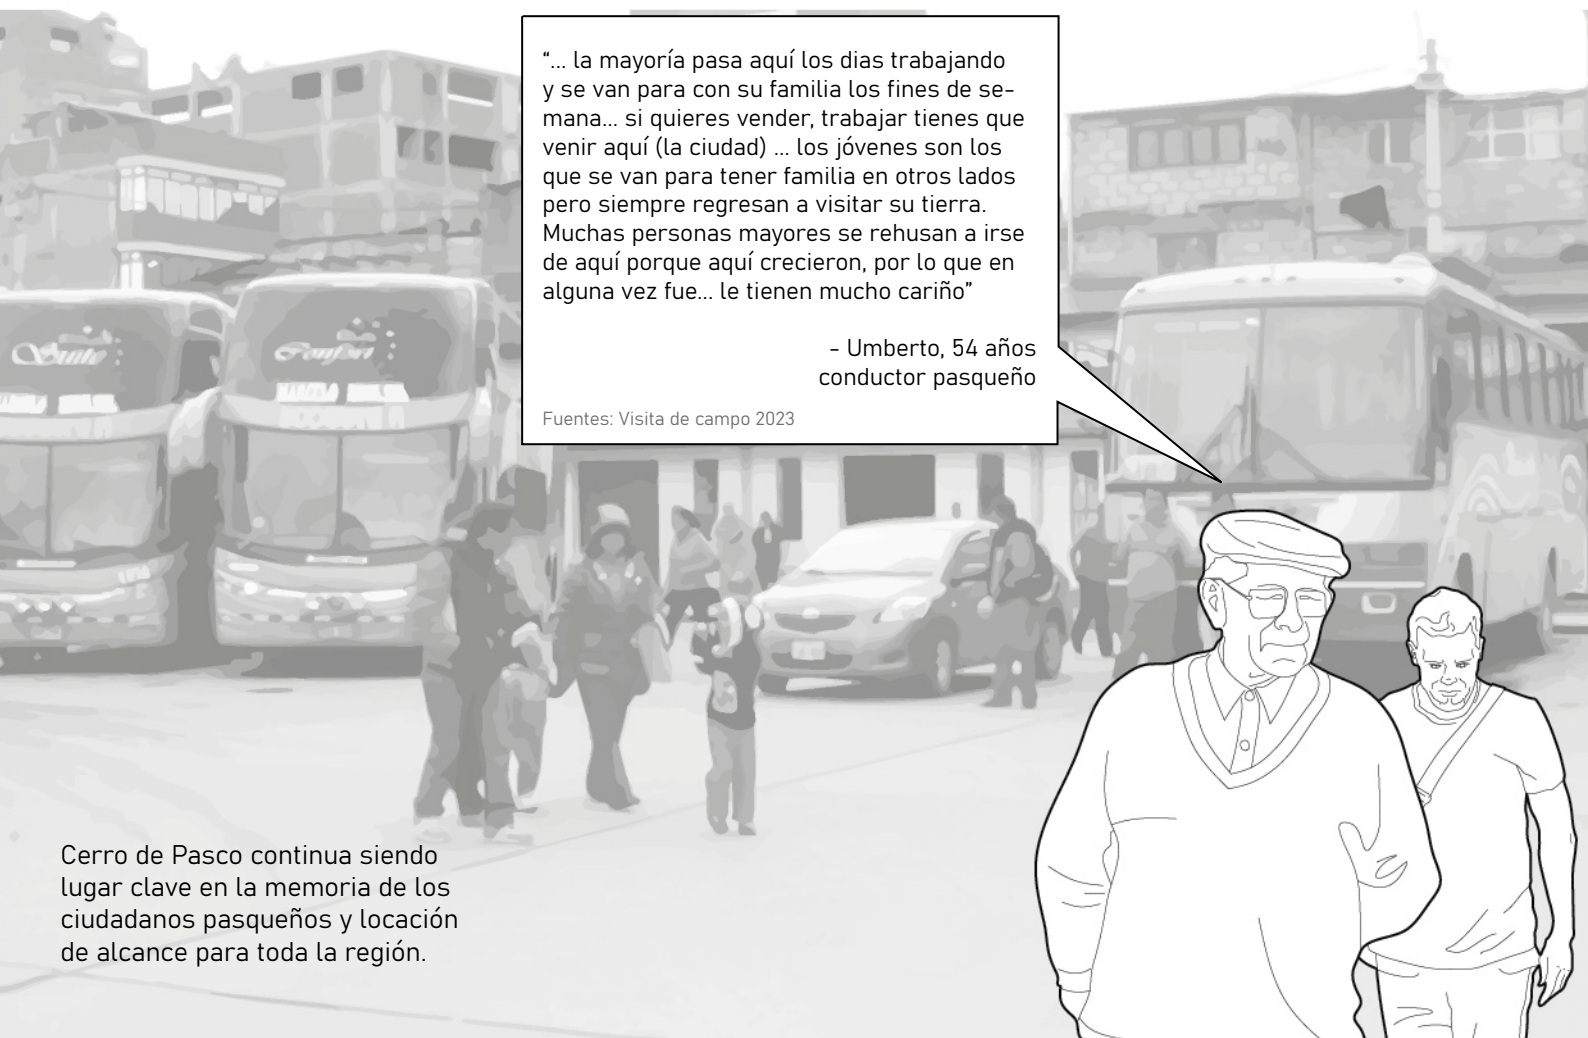 “... la mayoría pasa aquí los dias trabajando
y se van para con su familia los fines de se-
mana... si quieres vender, trabajar tienes que
venir aquí (la ciudad) ... los jóvenes son los
que se van para tener familia en otros lados
pero siempre regresan a visitar su tierra.
Muchas personas mayores se rehusan a irse
de aquí porque aquí crecieron, por lo que en
alguna vez fue... le tienen mucho cariño”
- Umberto, 54 años
conductor pasqueño
Fuentes: Visita de campo 2023
Cerro de Pasco continua siendo
lugar clave en la memoria de los
ciudadanos pasqueños y locación
de alcance para toda la región.